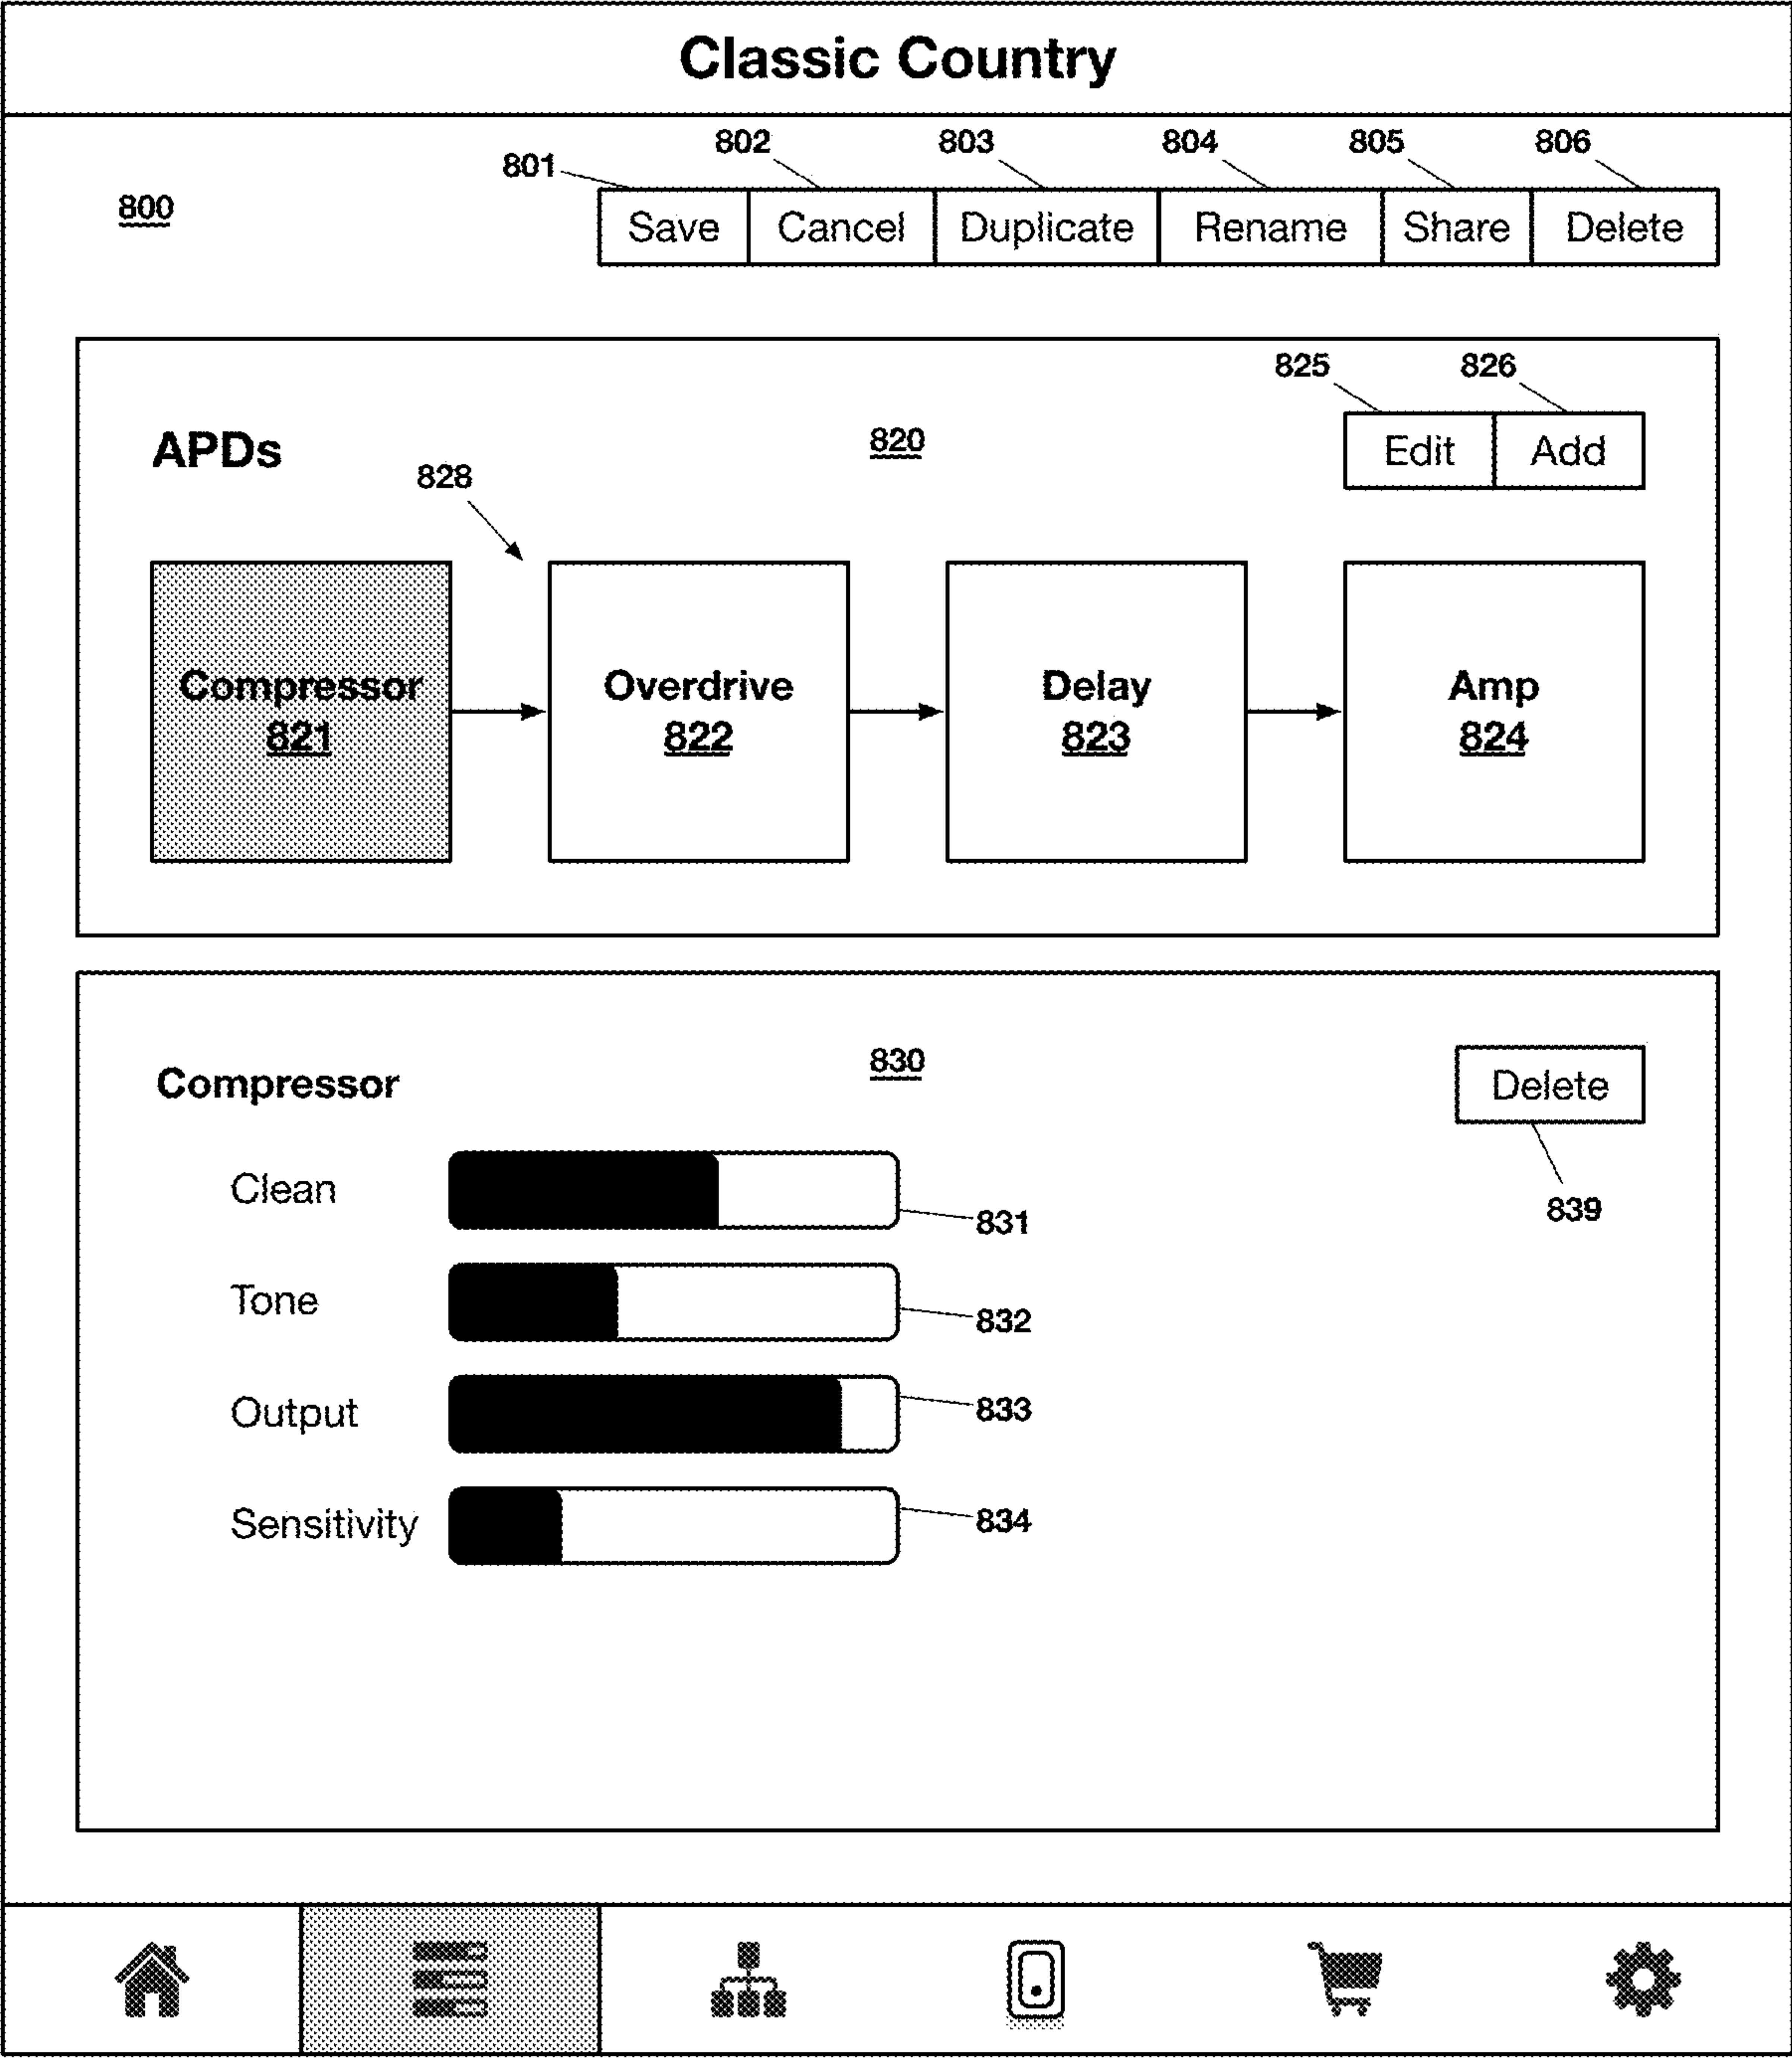 Classic Country
802 803 804 805 806
801
800
Save Cancel Duplicate Rename Share Delete
825 826
APDs 820 Edit Add
828
Compressor Overdrive Delay Amp
821 822 823 824
Compressor 830 Delete
Clean 831 839
Tone 832
Output 833
Sensitivity 834